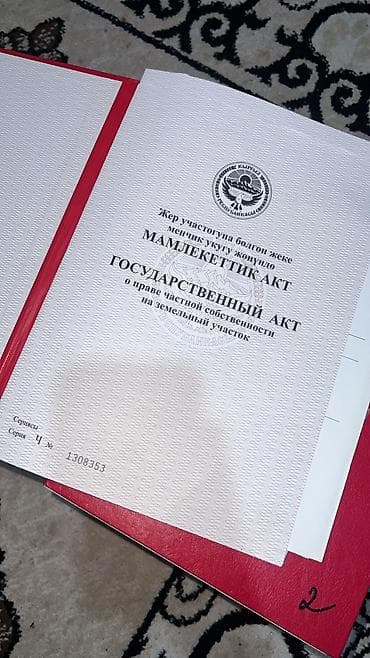 Жер участогуна болгон жеке
менчик укугу жөнүндө
МАМЛЕКЕТТИК АКТ
ГОСУДАРСТВЕННЫЙ АКТ
о праве частной собственности
на земельный участок
Сериясы
Серия Ч № 1308353
2